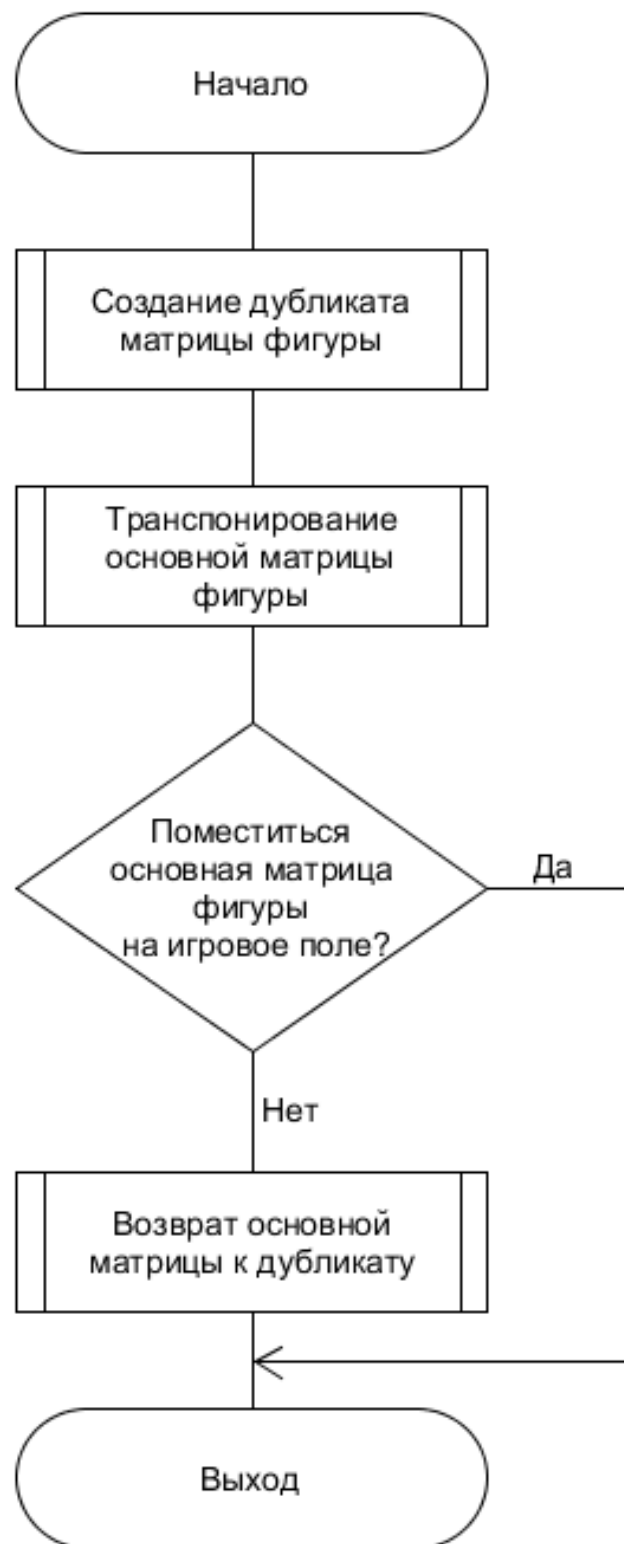 Начало
Создание дубликата
матрицы фигуры
Транспонирование
основной матрицы
фигуры
Поместиться
основная матрица
фигуры
на игровое поле?
Да
Нет
Возврат основной
матрицы к дубликату
Выход